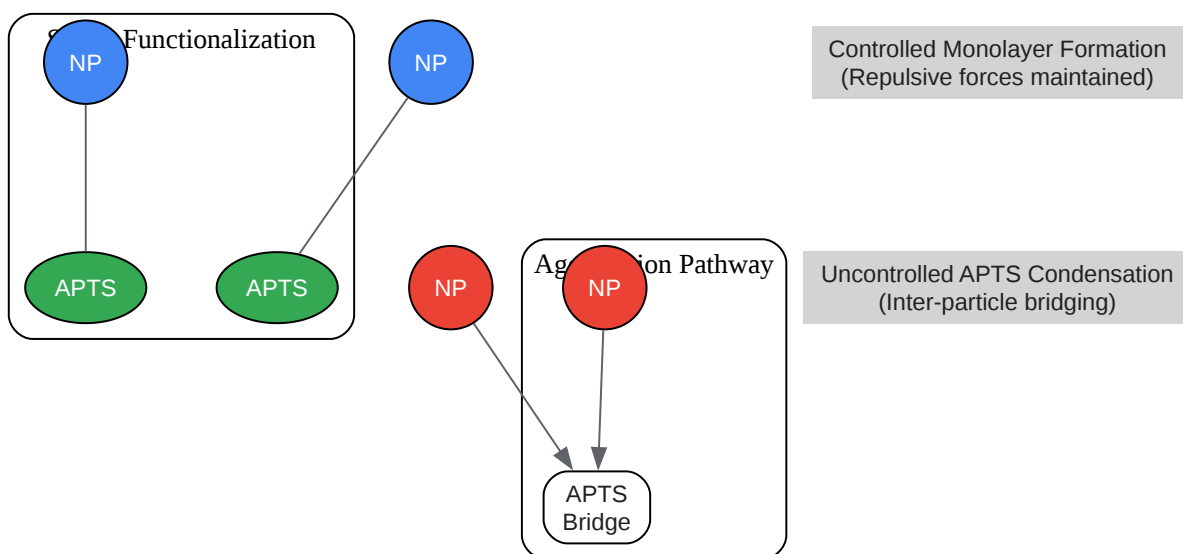 Functionalization
NP
NP
Controlled Monolayer Formation
(Repulsive forces maintained)
APTS
APTS
Pathway
NP
NP
Uncontrolled APTS Condensation
(Inter-particle bridging)
APTS
Bridge